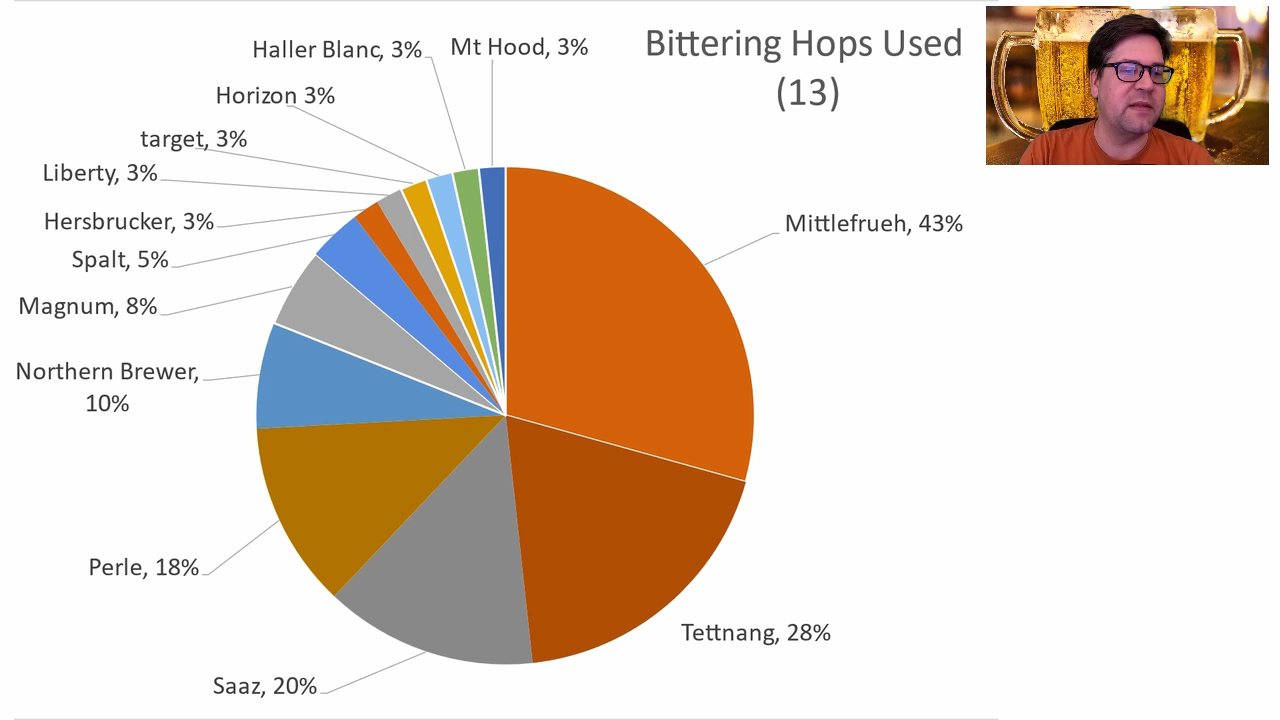 Bittering Hops Used
(13)
Haller Blanc, 3%
Mt Hood, 3%
Horizon 3%
target, 3%
Liberty, 3%
Hersbrucker, 3%
Spalt, 5%
Magnum, 8%
Northern Brewer,
10%
Perle, 18%
Saaz, 20%
Tettnang, 28%
Mittlefrueh, 43%